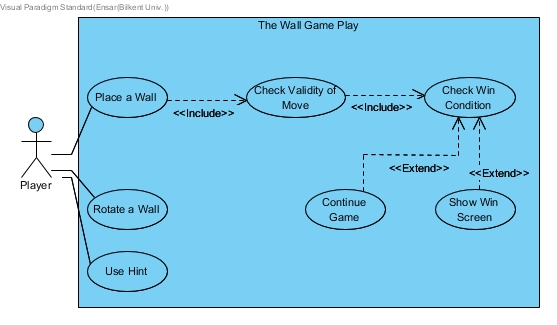 Visual Paradigm Standard(Ensar(Bilkent Univ.))
The Wall Game Play
Place a Wall
Check Validity of
Move
Check Win
Condition
<<Include>>
<<Include>>
Player
<<Extend>>
<<Extend>>
Rotate a Wall
Continue
Game
Show Win
Screen
Use Hint